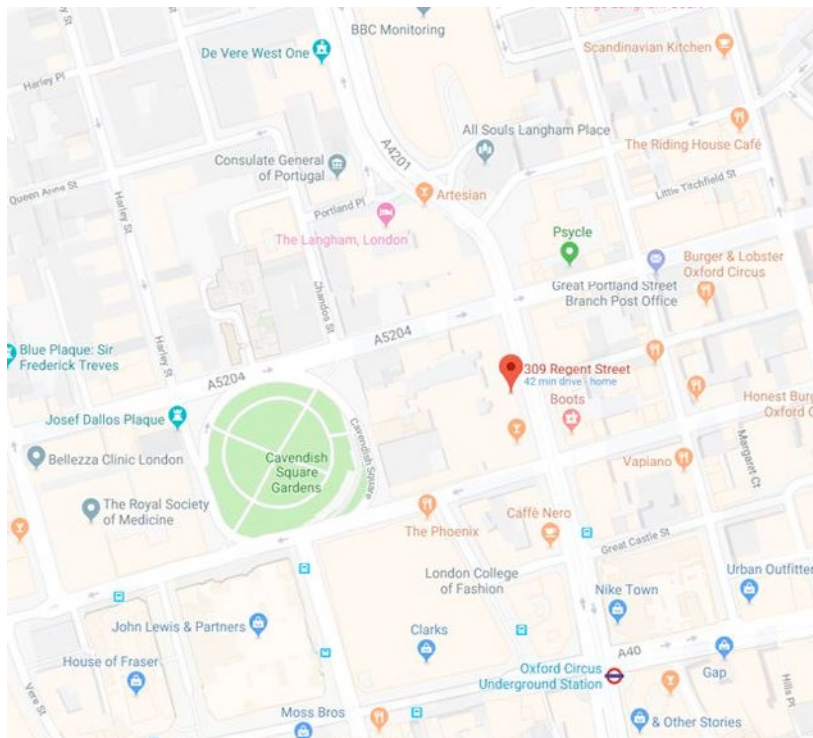 BBC Monitoring
De Vere West One
Scandinavian Kitchen
Harley St
Harley Pl
A4201
All Souls Langham Place
The Riding House Café
Consulate General
of Portugal
Queen Anne St
Artesian
Little Titchfield St
Portland Pl
Harley St
The Langham, London
Psycle
Burger & Lobster
Oxford Circus
Great Portland Street
Branch Post Office
Chandos St
A5204
Blue Plaque: Sir
Frederick Treves
Harley St
A5204
309 Regent Street
42 min drive - home
Boots
Honest Burg
Oxford C
Josef Dallos Plaque
Cavendish Square
Margaret Ct
Bellezza Clinic London
Cavendish
Square
Gardens
Vapiano
The Royal Society
of Medicine
The Phoenix
Caffè Nero
Great Castle St
London College
of Fashion
Nike Town
Urban Outfitter
John Lewis & Partners
Clarks
House of Fraser
A40
Oxford Circus
Underground Station
Gap
Vere St
Hills Pl
Moss Bros
& Other Stories